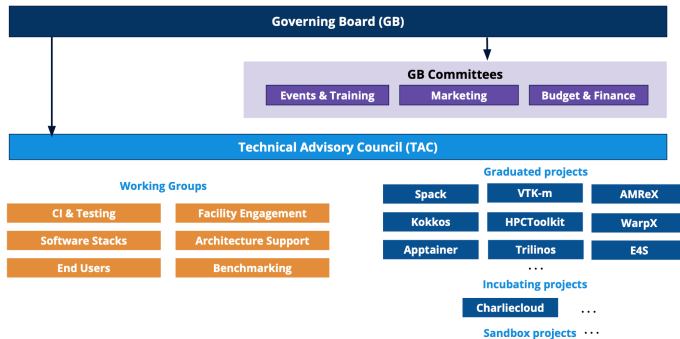 Governing Board (GB)
GB Committees
Events & Training
Marketing
Budget & Finance
Technical Advisory Council (TAC)
Working Groups
CI & Testing
Facility Engagement
Software Stacks
Architecture Support
End Users
Benchmarking
Graduated projects
Spack
VTK-m
AMReX
Kokkos
HPCToolkit
WarpX
Apptainer
Trilinos
E4S
...
Incubating projects
Charliecloud
...
Sandbox projects ...